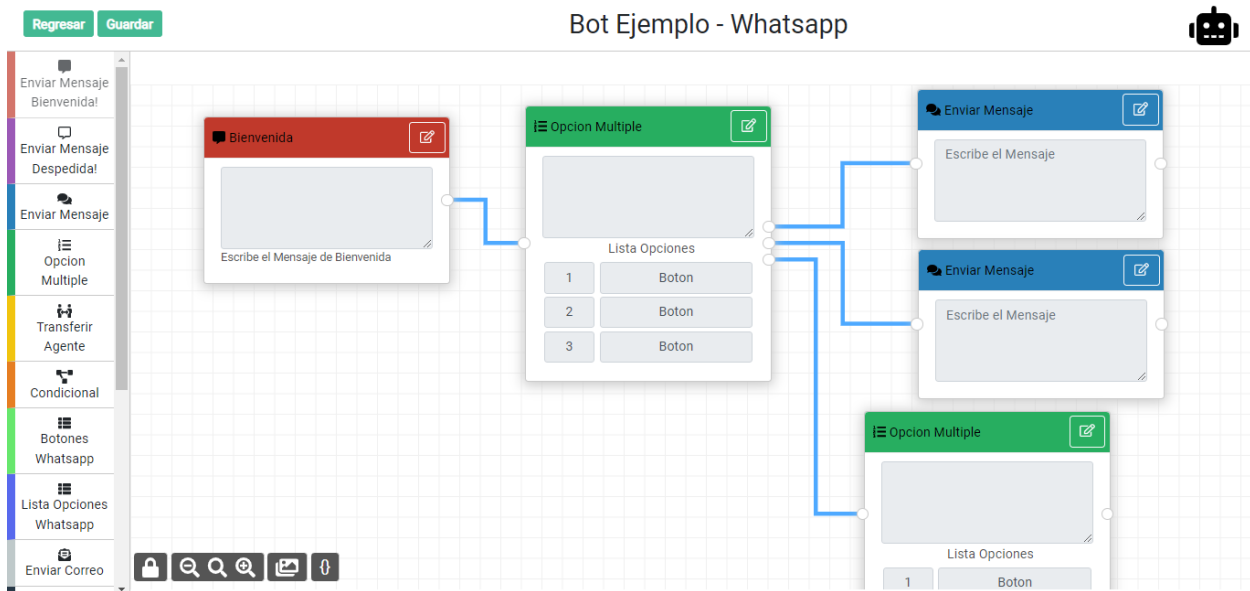 Regresar
Guardar
Bot Ejemplo - Whatsapp
Enviar Mensaje
Bienvenida!
Enviar Mensaje
Despedida!
Enviar Mensaje
Opcion
Multiple
Transferir
Agente
Condicional
Botones
Whatsapp
Lista Opciones
Whatsapp
Enviar Correo
Bienvenida
Escribe el Mensaje de Bienvenida
Opcion Multiple
Lista Opciones
1 Boton
2 Boton
3 Boton
Enviar Mensaje
Escribe el Mensaje
Enviar Mensaje
Escribe el Mensaje
Opcion Multiple
Lista Opciones
1 Boton
{}